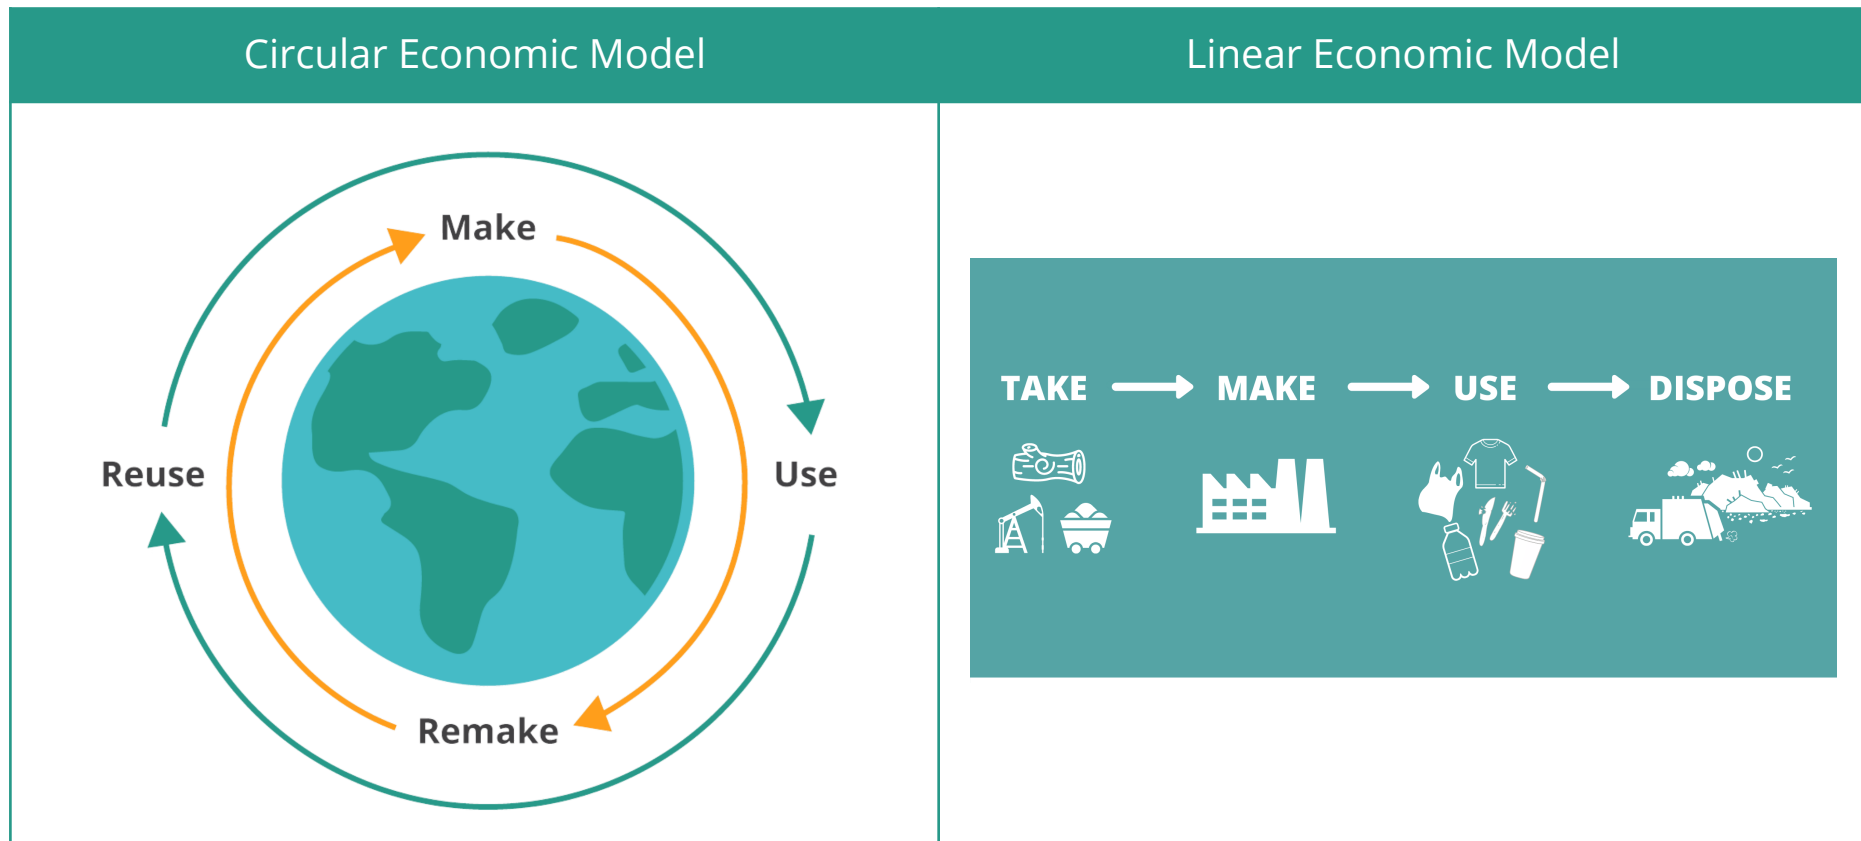 Circular Economic Model
Linear Economic Model
Make
Reuse
Use
Remake
TAKE
MAKE
USE
DISPOSE